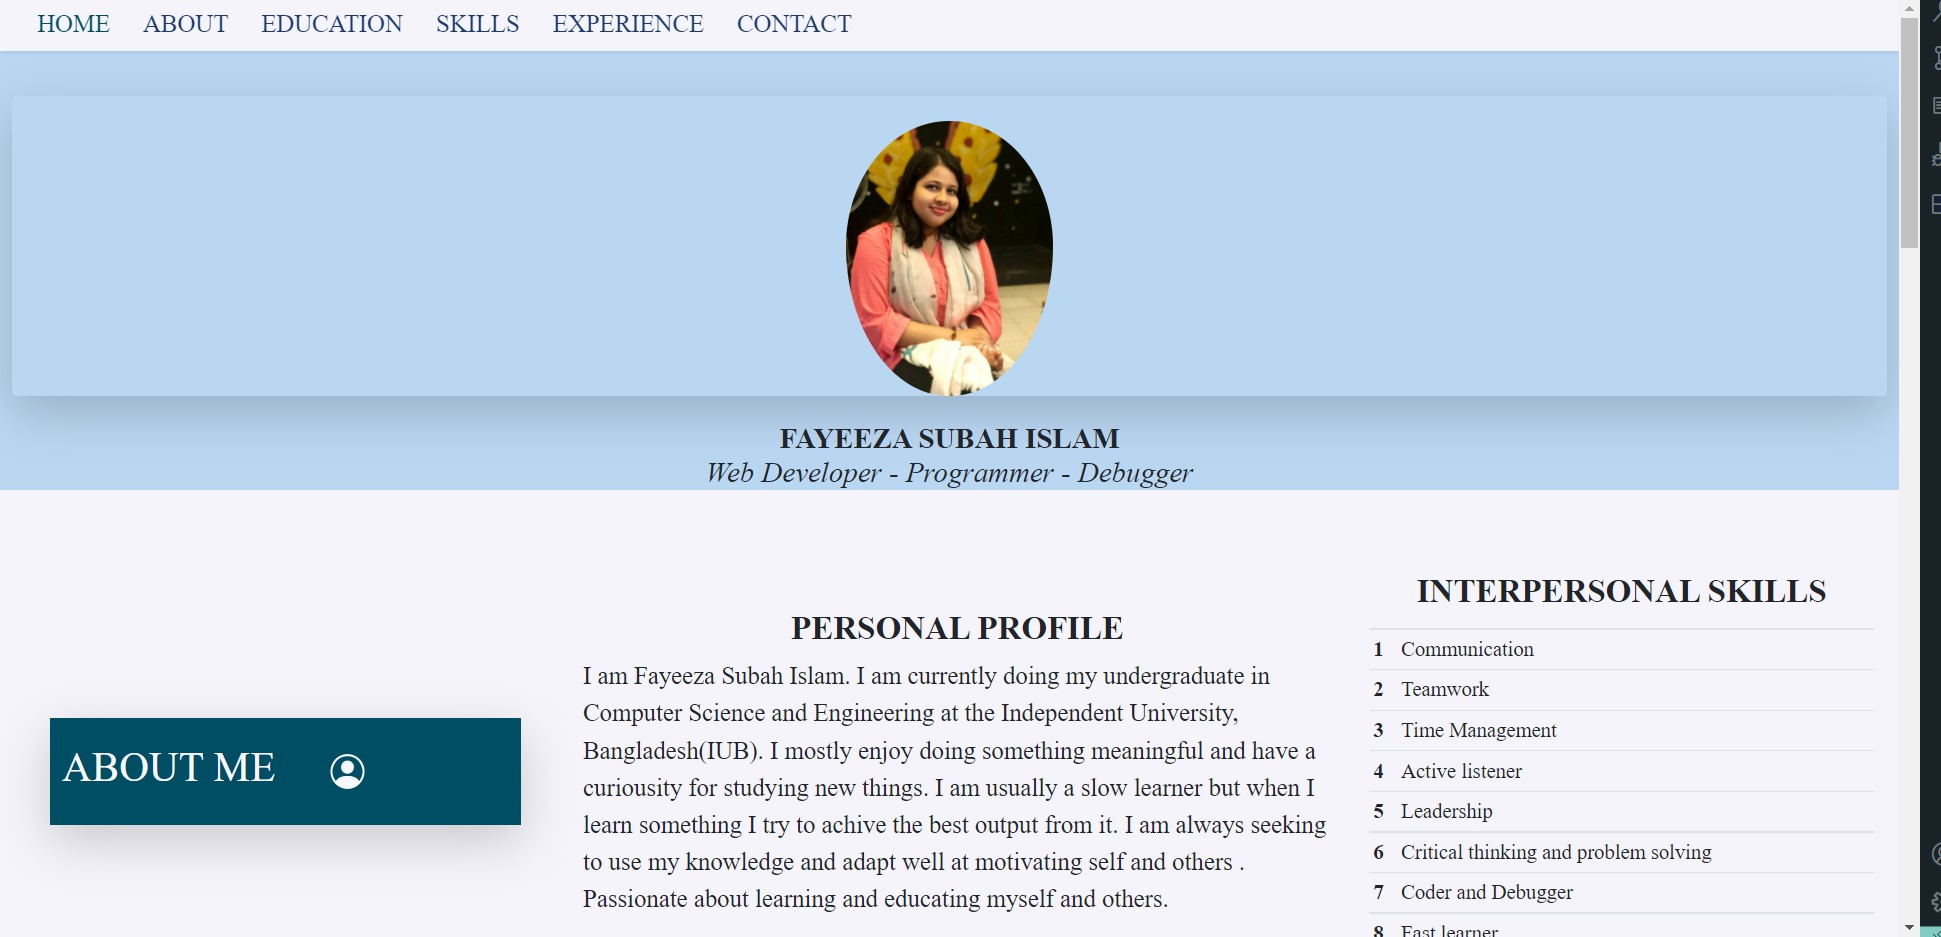 HOME ABOUT EDUCATION SKILLS EXPERIENCE CONTACT
FAYEEZA SUBAH ISLAM
Web Developer - Programmer - Debugger
ABOUT ME
PERSONAL PROFILE
I am Fayeeza Subah Islam. I am currently doing my undergraduate in
Computer Science and Engineering at the Independent University,
Bangladesh(IUB). I mostly enjoy doing something meaningful and have a
curiousity for studying new things. I am usually a slow learner but when I
learn something I try to achive the best output from it. I am always seeking
to use my knowledge and adapt well at motivating self and others .
Passionate about learning and educating myself and others.
INTERPERSONAL SKILLS
1 Communication
2 Teamwork
3 Time Management
4 Active listener
5 Leadership
6 Critical thinking and problem solving
7 Coder and Debugger
8 Fast learner